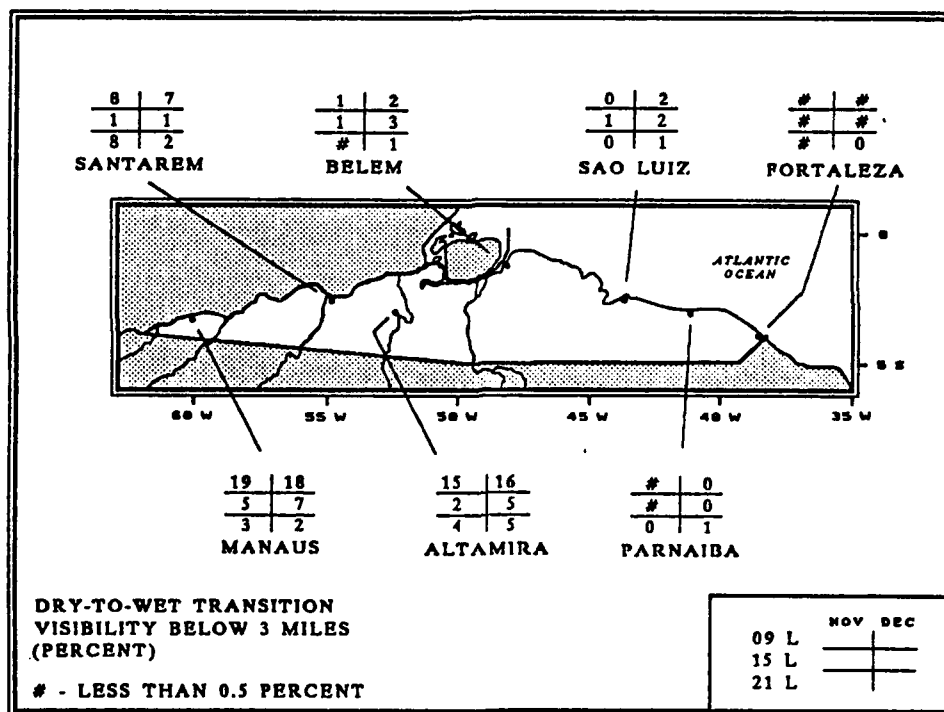 7
1 1
8 2
SANTAREM
1 2
1 3
# 1
BELEM
0 2
1 2
0 1
SAO LUIZ
# #
# #
# 0
FORTALEZA
0
ATLANTIC
OCEAN
5 S
60 W 55 W 50 W 45 W 40 W 35 W
19 18
5 7
3 2
MANAUS
15 16
2 5
4 5
ALTAMIRA
# 0
# 0
0 1
PARNAIBA
DRY-TO-WET TRANSITION
VISIBILITY BELOW 3 MILES
(PERCENT)
# - LESS THAN 0.5 PERCENT
NOV DEC
09 L
15 L
21 L